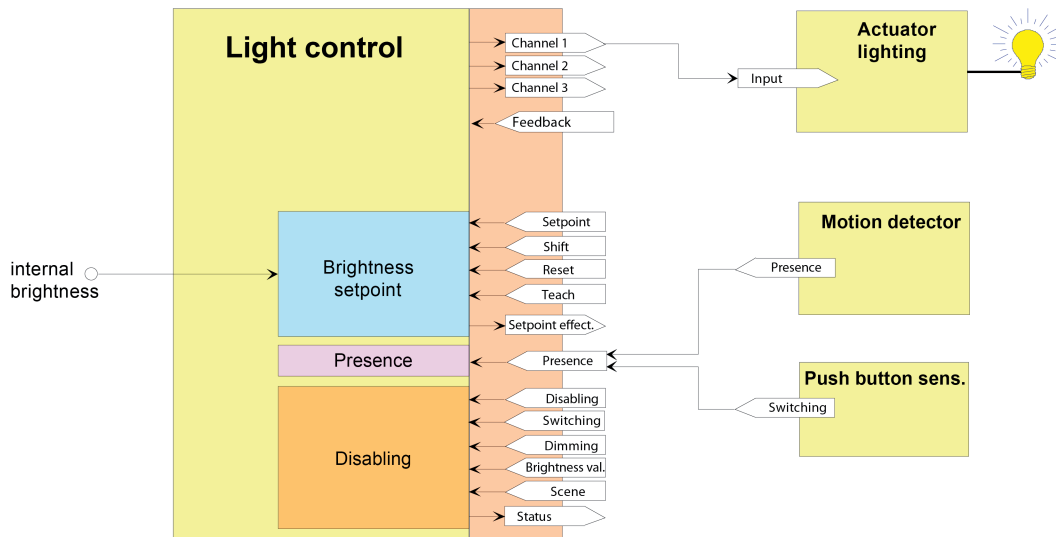 Light control
Channel 1
Channel 2
Channel 3
Feedback
Actuator
lighting
Input
internal
brightness
Brightness
setpoint
Setpoint
Shift
Reset
Teach
Setpoint effect.
Presence
Presence
Motion detector
Presence
Push button sens.
Switching
Disabling
Disabling
Switching
Dimming
Brightness val.
Scene
Status